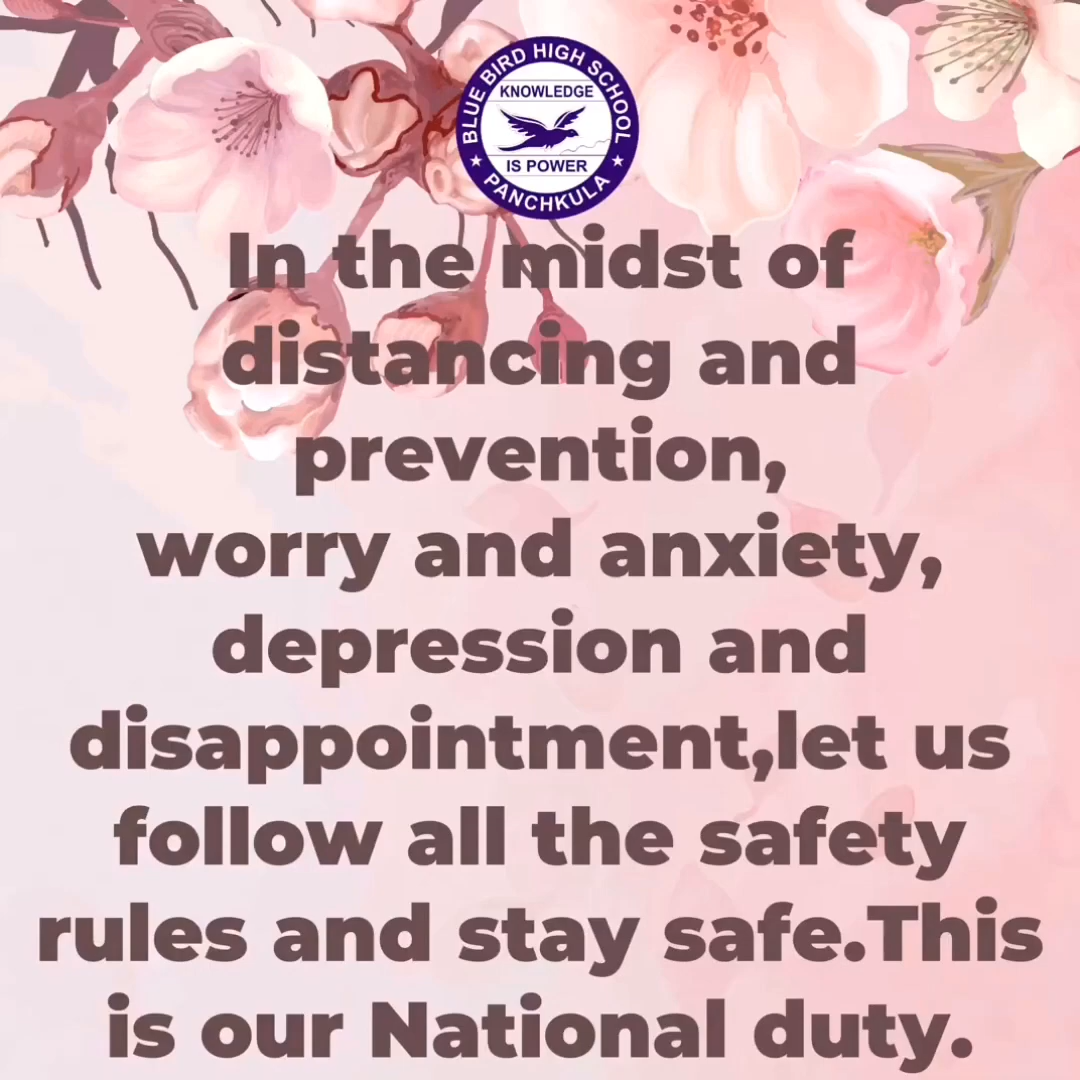 BLUE BIRD HIGH SCHOOL
KNOWLEDGE
IS POWER
PANCHKULA
In the midst of
distancing and
prevention,
worry and anxiety,
depression and
disappointment,let us
follow all the safety
rules and stay safe.This
is our National duty.